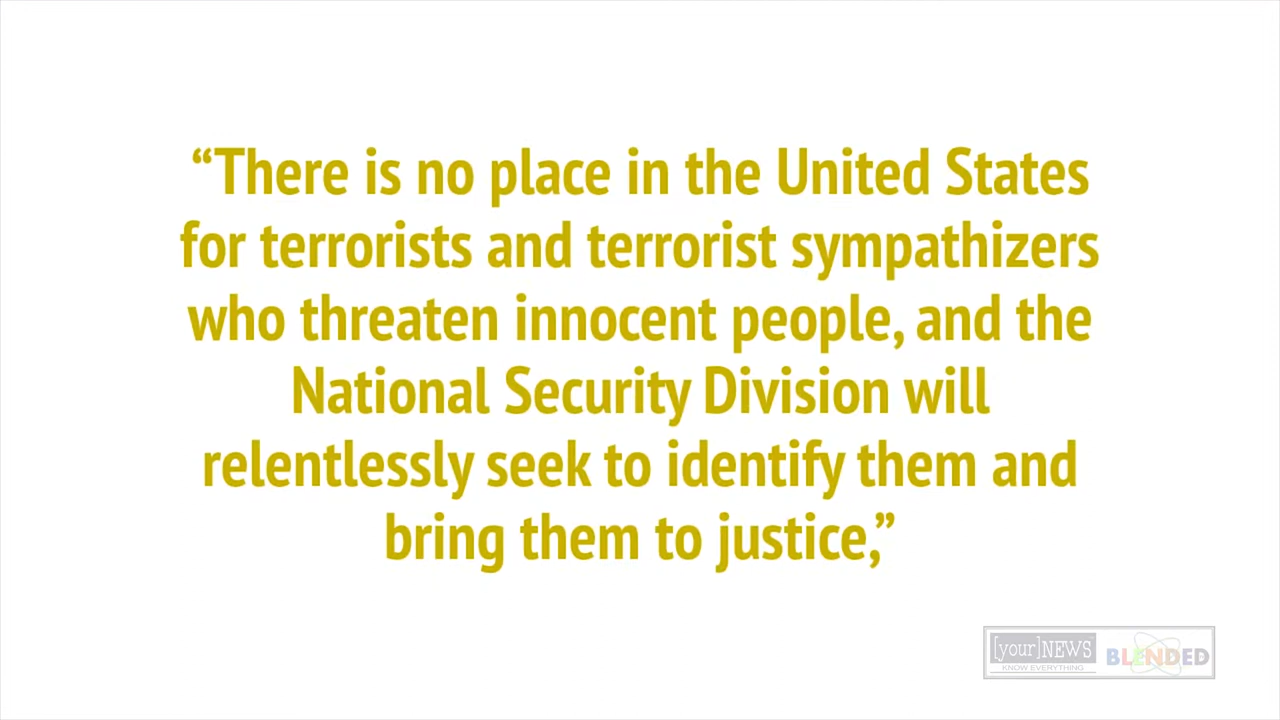 “There is no place in the United States
for terrorists and terrorist sympathizers
who threaten innocent people, and the
National Security Division will
relentlessly seek to identify them and
bring them to justice,”
[your]NEWS
KNOW EVERYTHING
BLENDED